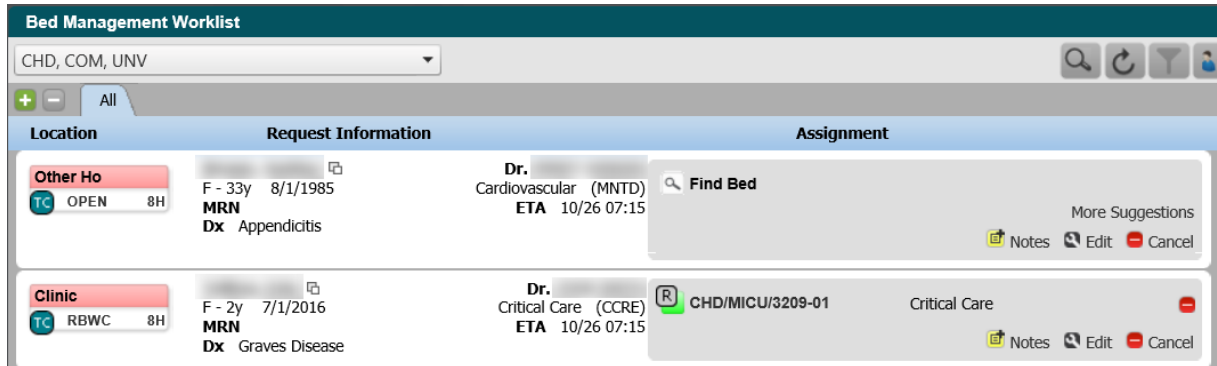 Bed Management Worklist
CHD, COM, UNV
All
Location Request Information Assignment
Other Ho
TC OPEN 8H
F - 33y 8/1/1985
MRN
Dx Appendicitis
Dr.
Cardiovascular (MNTD)
ETA 10/26 07:15
Find Bed
More Suggestions
Notes Edit Cancel
Clinic
TC RBWC 8H
F - 2y 7/1/2016
MRN
Dx Graves Disease
Dr.
Critical Care (CCRE)
ETA 10/26 07:15
R CHD/MICU/3209-01 Critical Care
Notes Edit Cancel